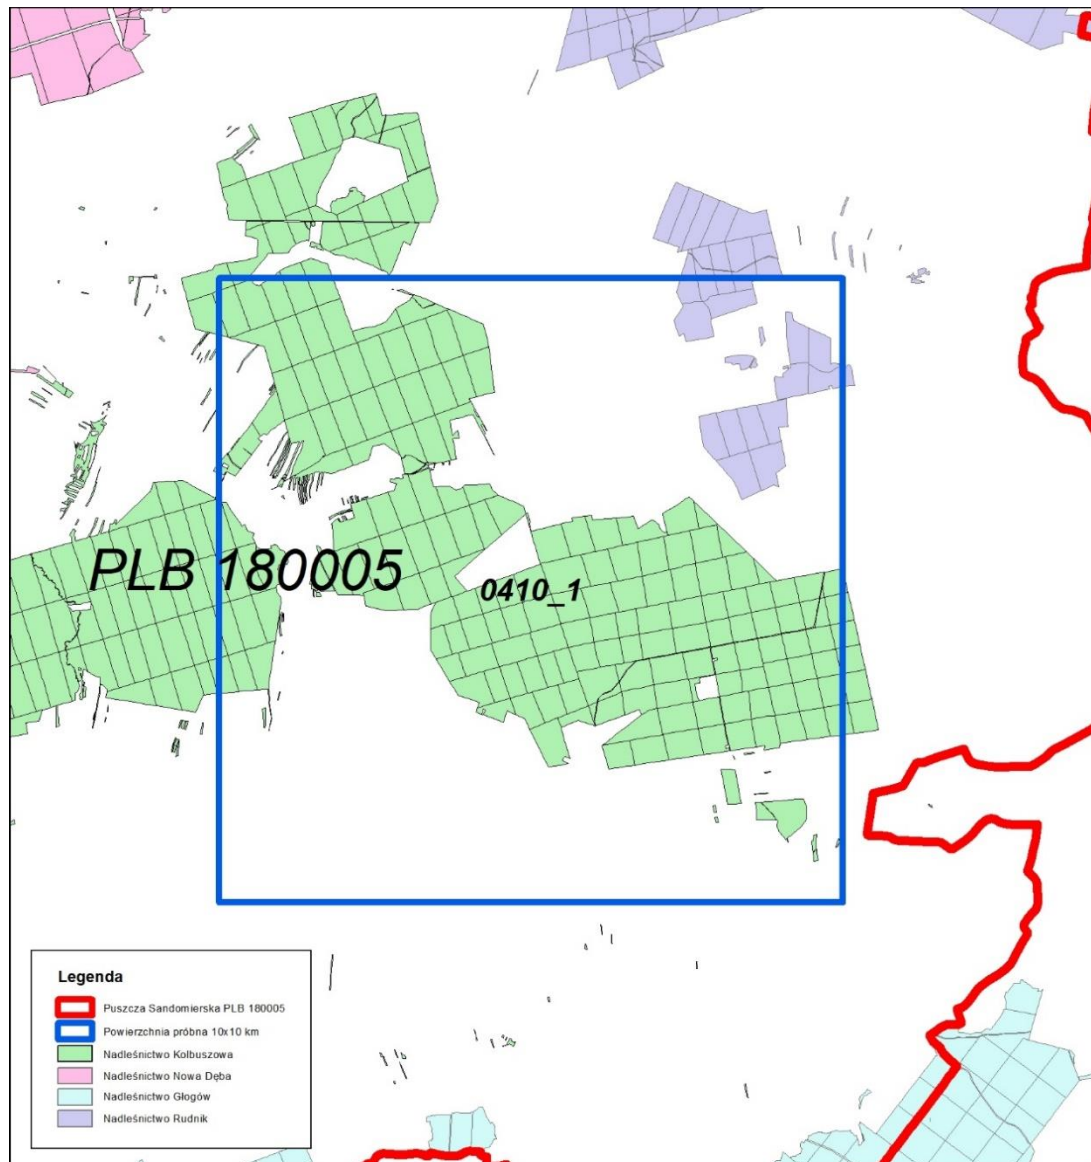 PLB 180005
0410_1
Legenda
Puszcza Sandomierska PLB 180005
Powierzchnia próbna 10x10 km
Nadleśnictwo Kolbuszowa
Nadleśnictwo Nowa Dęba
Nadleśnictwo Głogów
Nadleśnictwo Rudnik